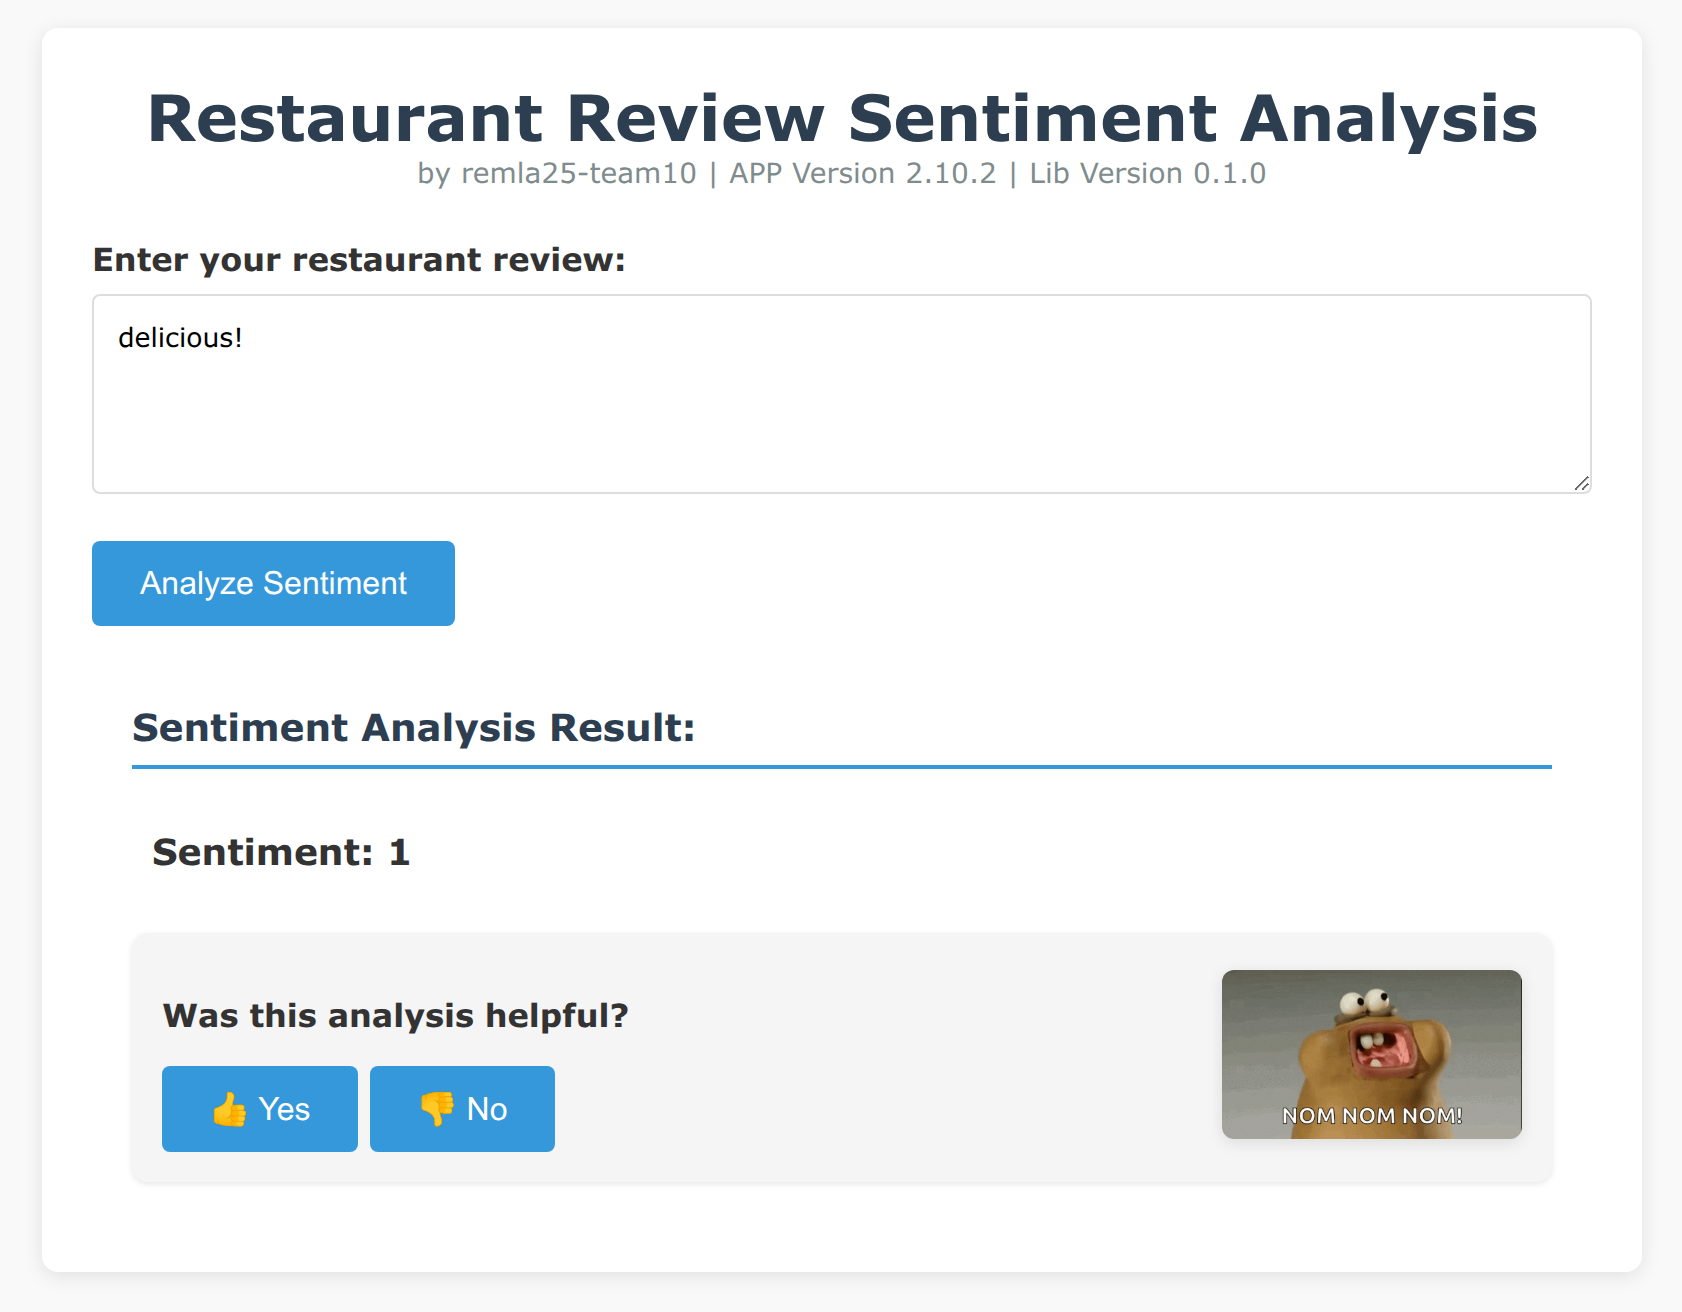 Restaurant Review Sentiment Analysis
by remla25-team10 | APP Version 2.10.2 | Lib Version 0.1.0
Enter your restaurant review:
delicious!
Analyze Sentiment
Sentiment Analysis Result:
Sentiment: 1
Was this analysis helpful?
👍 Yes 👎 No
NOM NOM NOM!